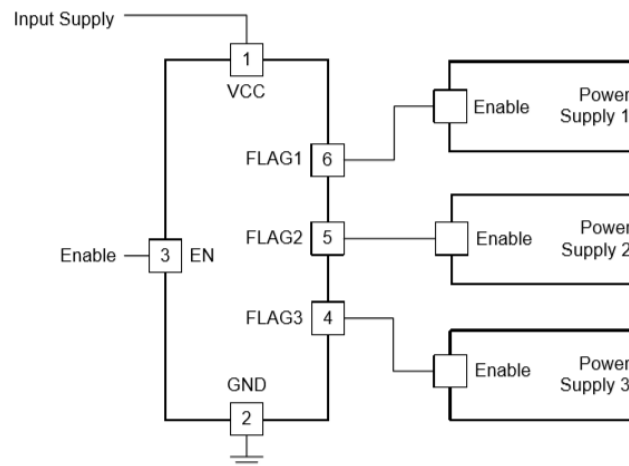 Input Supply
1
VCC
FLAG1
6
Enable
Power
Supply 1
Enable
3
EN
FLAG2
5
Enable
Power
Supply 2
FLAG3
4
Enable
Power
Supply 3
GND
2